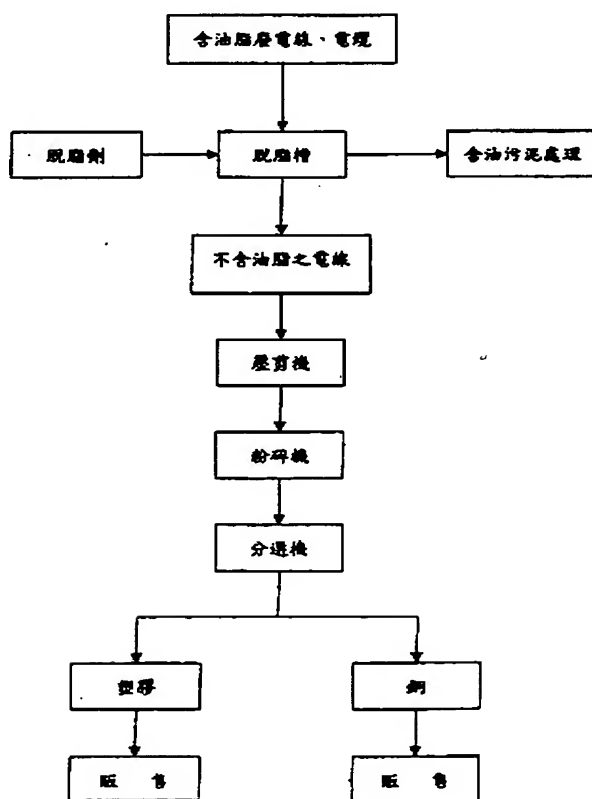 含油脂廢電線、電纜
脫脂劑
脫脂槽
含油污泥處理
不含油脂之電線
壓剪機
粉碎機
分選機
塑膠
銅
販 售
販 售